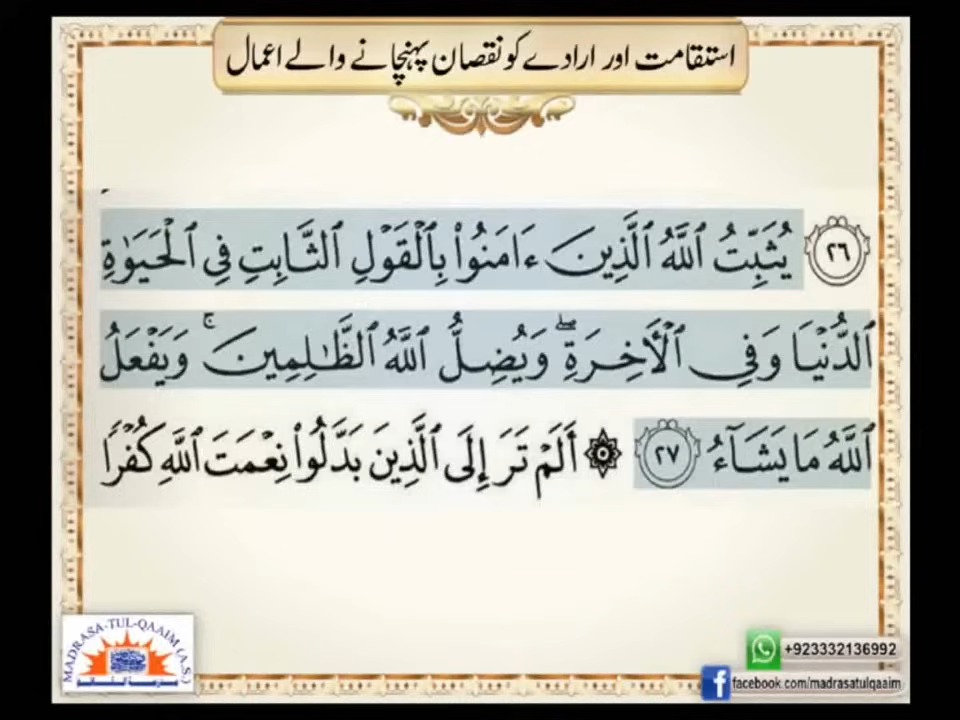 استقامت اور ارادے کو نقصان پہنچانے والے اعمال
٢٦ يُثَبِّتُ ٱللَّهُ ٱلَّذِينَ ءَامَنُوا۟ بِٱلْقَوْلِ ٱلثَّابِتِ فِى ٱلْحَيَوٰةِ
ٱلدُّنْيَا وَفِى ٱلْأَخِرَةِ ۖ وَيُضِلُّ ٱللَّهُ ٱلظَّٰلِمِينَ ۚ وَيَفْعَلُ
ٱللَّهُ مَا يَشَآءُ ٢٧ ۞ أَلَمْ تَرَ إِلَى ٱلَّذِينَ بَدَّلُوا۟ نِعْمَتَ ٱللَّهِ كُفْرًا
MADRASA-TUL-QAAIM (A.S.)
+923332136992
facebook.com/madrasatulqaaim